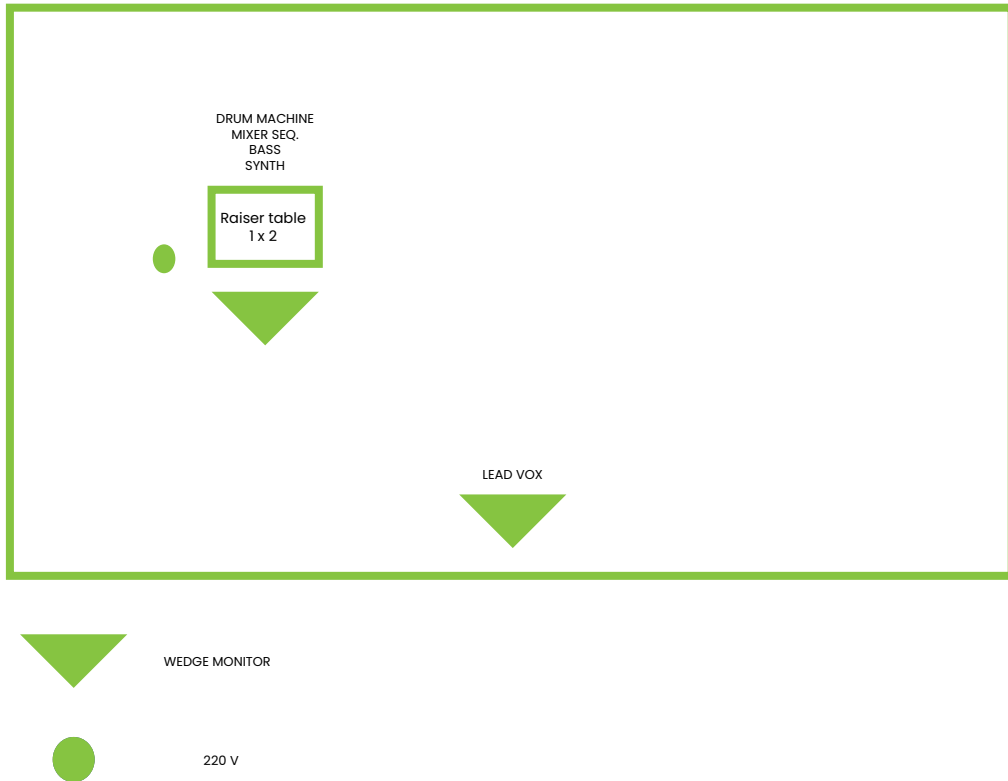 DRUM MACHINE
MIXER SEQ.
BASS
SYNTH
Raiser table
1 x 2
LEAD VOX
WEDGE MONITOR
220 V